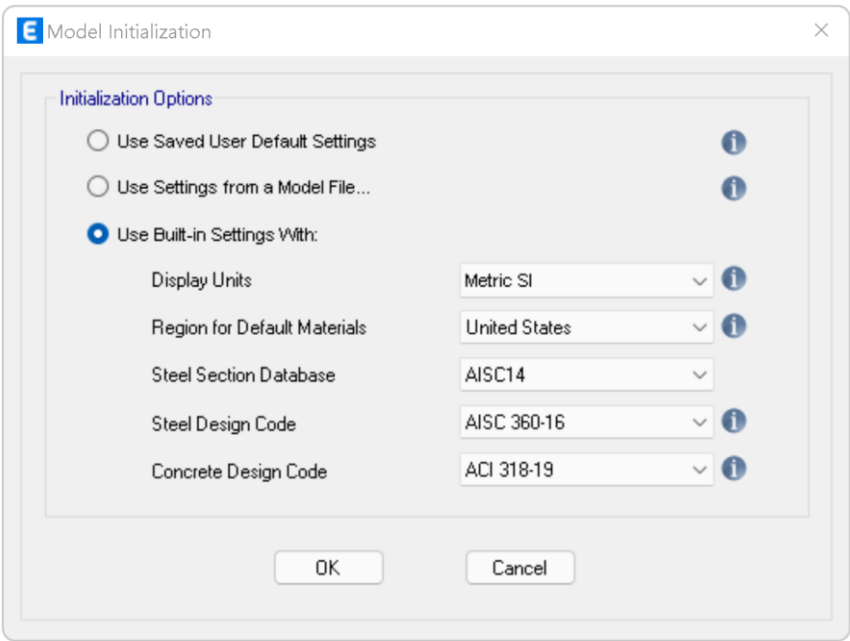 E Model Initialization
Initialization Options
Use Saved User Default Settings
Use Settings from a Model File...
Use Built-in Settings With:
Display Units Metric SI
Region for Default Materials United States
Steel Section Database AISC14
Steel Design Code AISC 360-16
Concrete Design Code ACI 318-19
OK Cancel